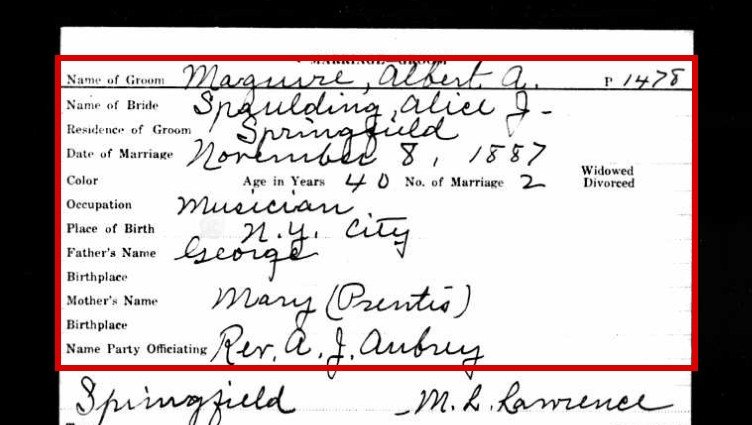 MARRIAGE, GROOM
Name of Groom Maguire, Albert A. P 1478
Name of Bride Spaulding, Alice J-
Residence of Groom Springfield
Date of Marriage November 8, 1887
Color Age in Years 40 No. of Marriage 2 Widowed Divorced
Occupation Musician
Place of Birth N.Y. City
Father's Name George
Birthplace
Mother's Name Mary (Prentis)
Birthplace
Name Party Officiating Rev. A. J. Aubrey
Springfield - M. L. Lawrence